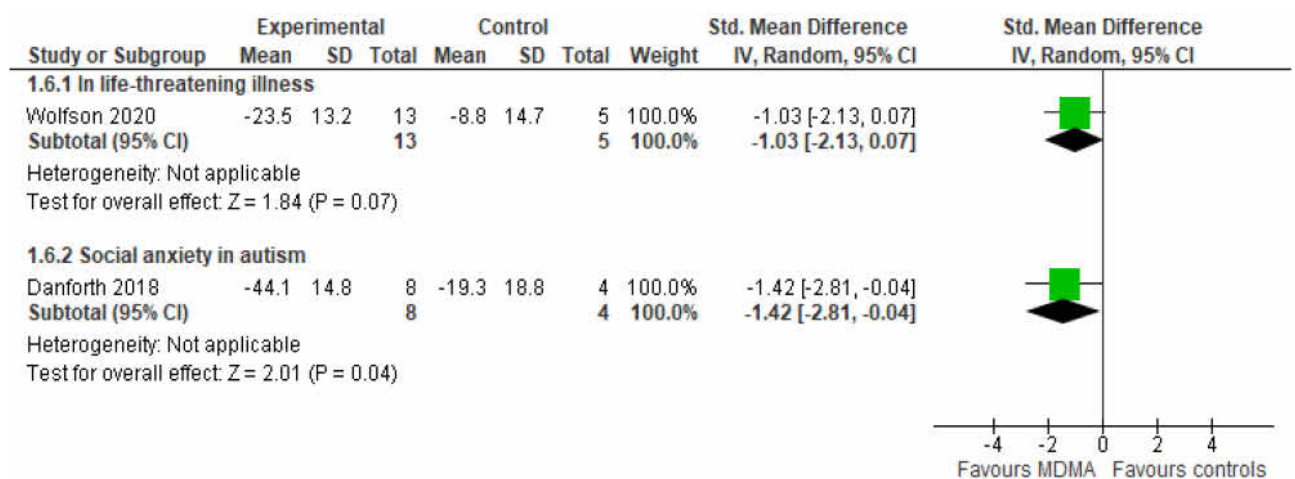 Experimental Control Std. Mean Difference Std. Mean Difference
Study or Subgroup Mean SD Total Mean SD Total Weight IV, Random, 95% CI IV, Random, 95% CI
1.6.1 In life-threatening illness
Wolfson 2020 -23.5 13.2 13 -8.8 14.7 5 100.0% -1.03 [-2.13, 0.07]
Subtotal (95% CI) 13 5 100.0% -1.03 [-2.13, 0.07]
Heterogeneity: Not applicable
Test for overall effect: Z = 1.84 (P = 0.07)
1.6.2 Social anxiety in autism
Danforth 2018 -44.1 14.8 8 -19.3 18.8 4 100.0% -1.42 [-2.81, -0.04]
Subtotal (95% CI) 8 4 100.0% -1.42 [-2.81, -0.04]
Heterogeneity: Not applicable
Test for overall effect: Z = 2.01 (P = 0.04)
-4 -2 0 2 4
Favours MDMA Favours controls